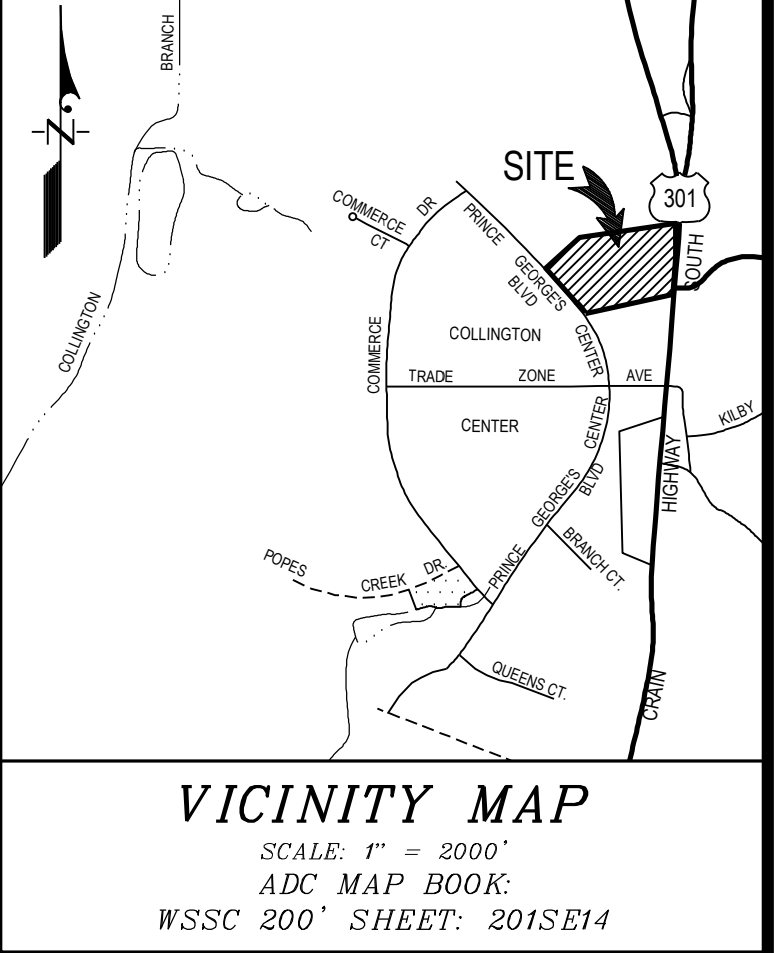 BRANCH
N
SITE
301
SOUTH
COMMERCE
CT
DR
PRINCE
GEORGE'S
BLVD
CENTER
COLLINGTON
COLLINGTON
COMMERCE
TRADE ZONE AVE
CENTER
CENTER
KILBY
HIGHWAY
GEORGE'S
BLVD
PRINCE
BRANCH CT.
POPES CREEK DR.
QUEENS CT.
CRAIN
VICINITY MAP
SCALE: 1" = 2000'
ADC MAP BOOK:
WSSC 200' SHEET: 201SE14